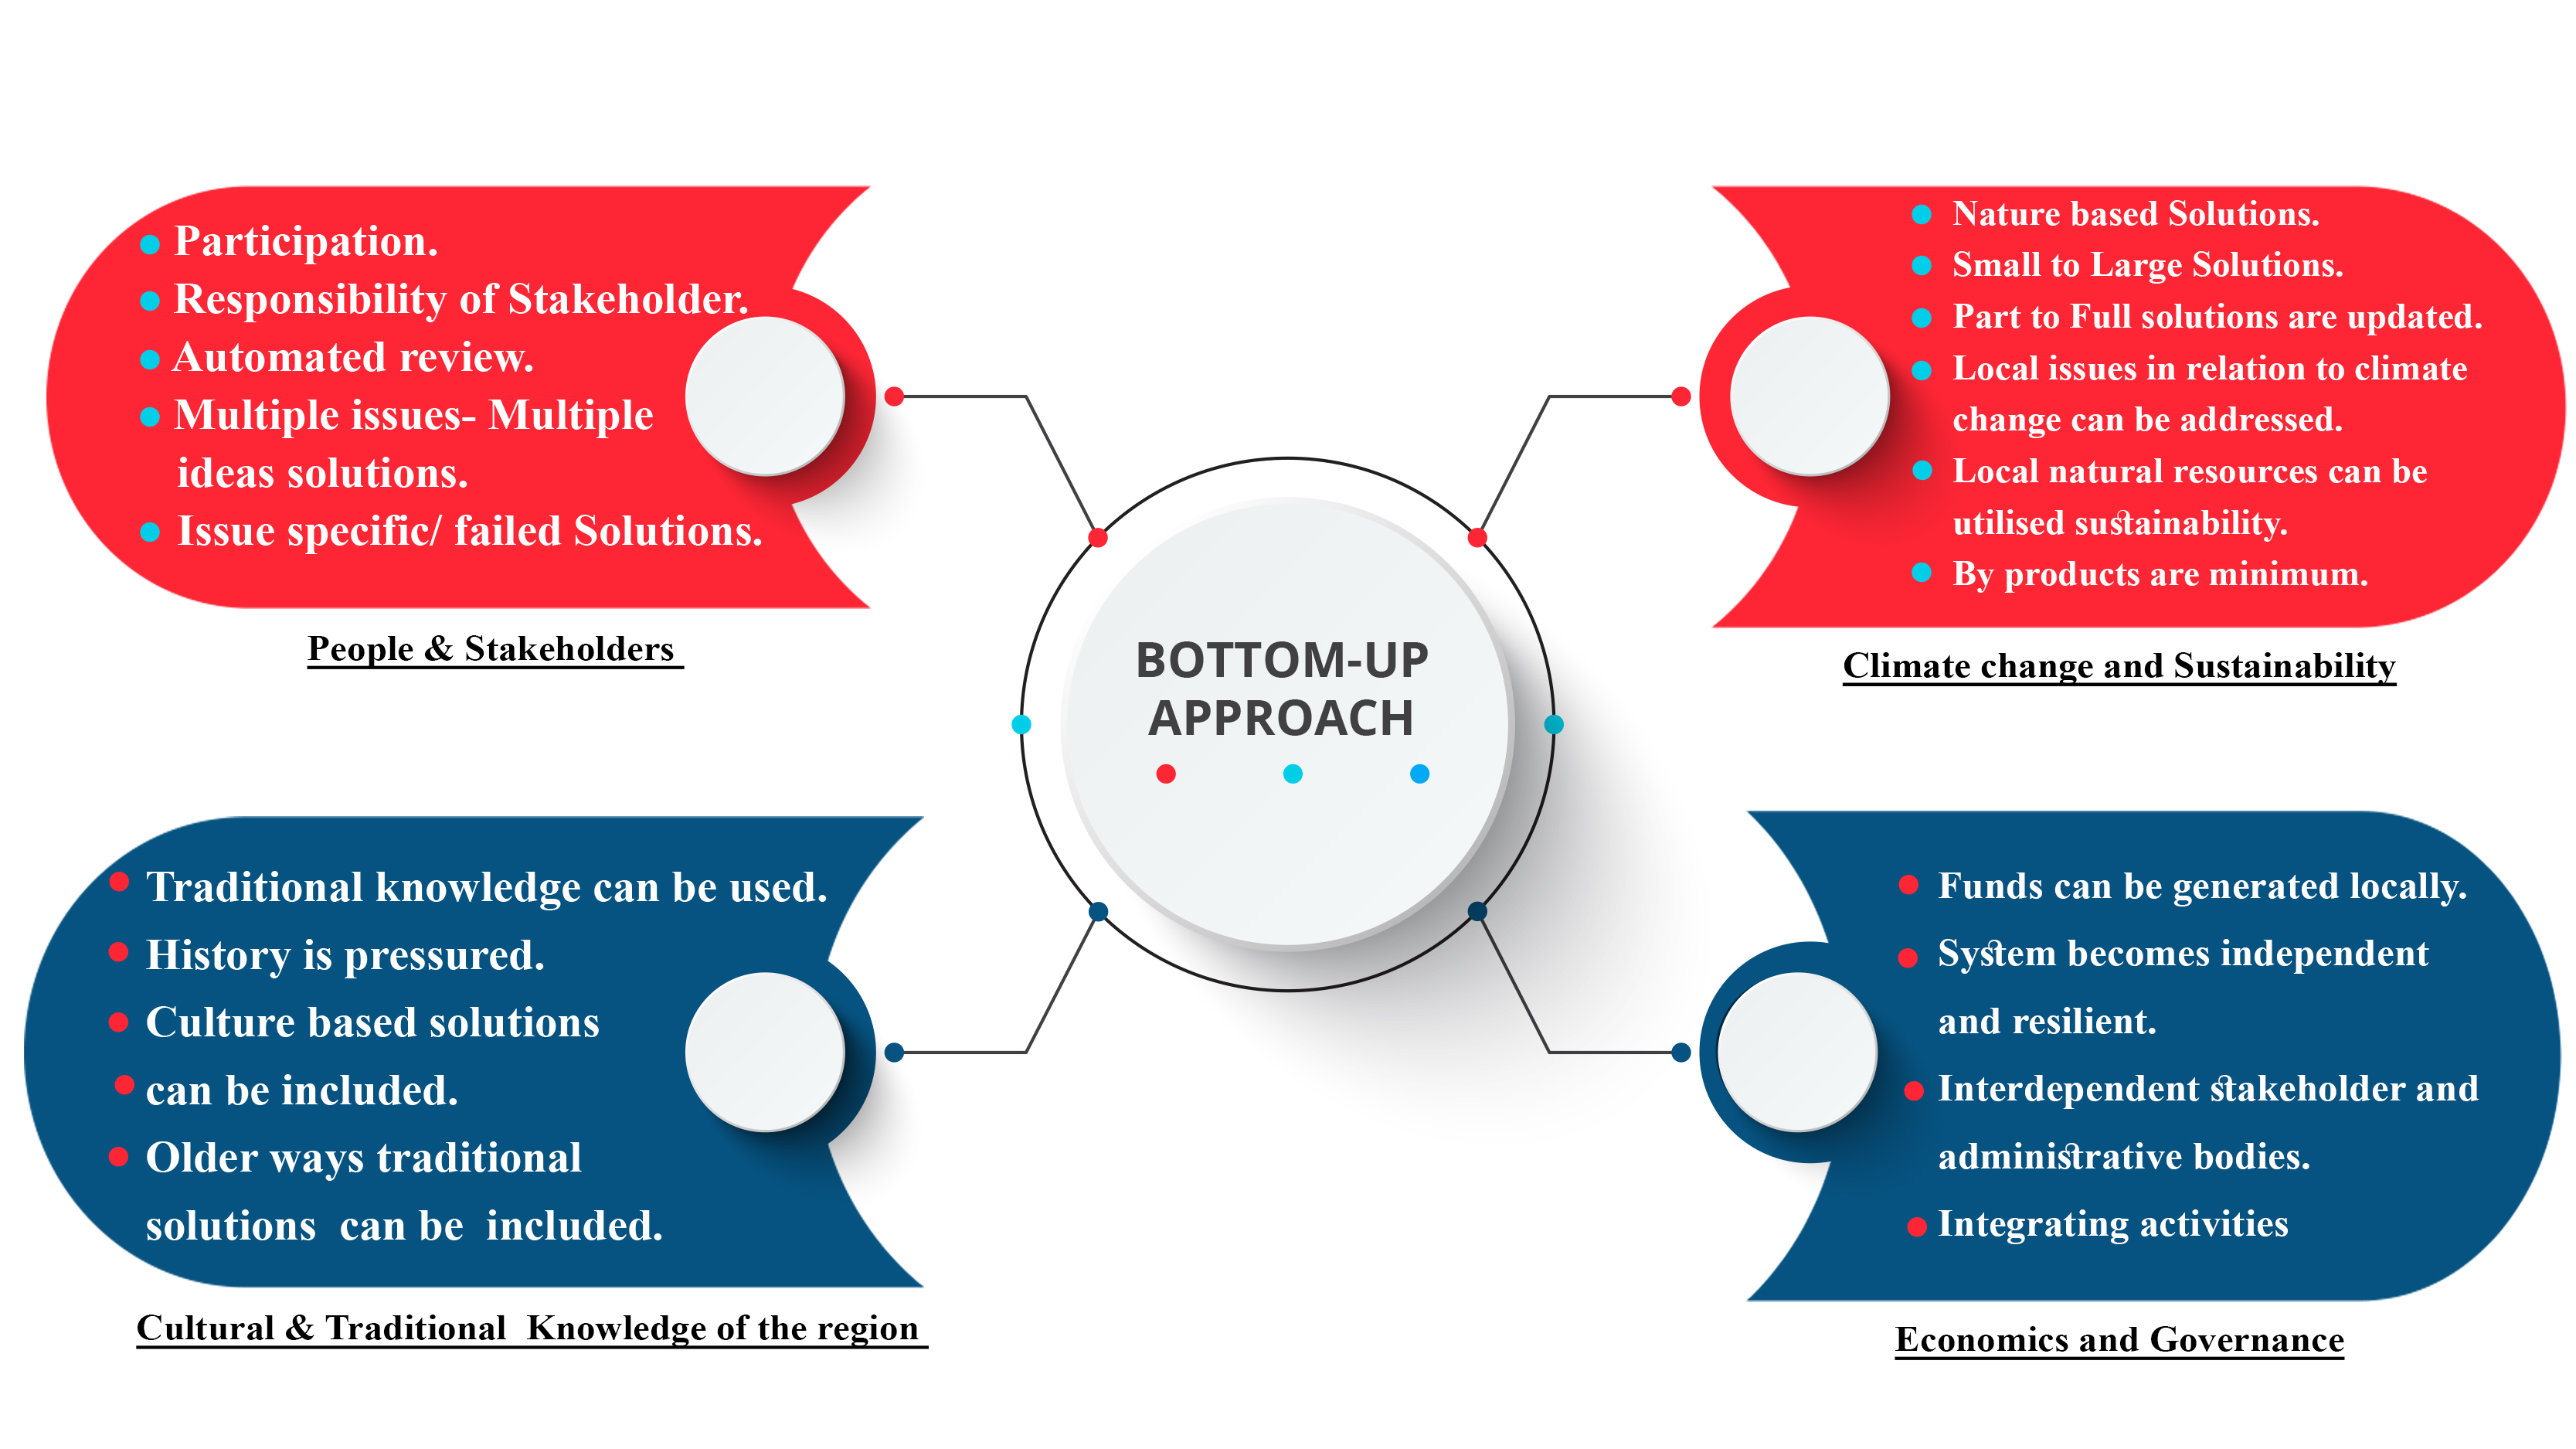 Participation.
Responsibility of Stakeholder.
Automated review.
Multiple issues- Multiple
ideas solutions.
Issue specific/ failed Solutions.
People & Stakeholders
Nature based Solutions.
Small to Large Solutions.
Part to Full solutions are updated.
Local issues in relation to climate
change can be addressed.
Local natural resources can be
utilised sustainability.
By products are minimum.
Climate change and Sustainability
BOTTOM-UP
APPROACH
Traditional knowledge can be used.
History is pressured.
Culture based solutions
can be included.
Older ways traditional
solutions can be included.
Cultural & Traditional Knowledge of the region
Funds can be generated locally.
System becomes independent
and resilient.
Interdependent stakeholder and
administrative bodies.
Integrating activities
Economics and Governance